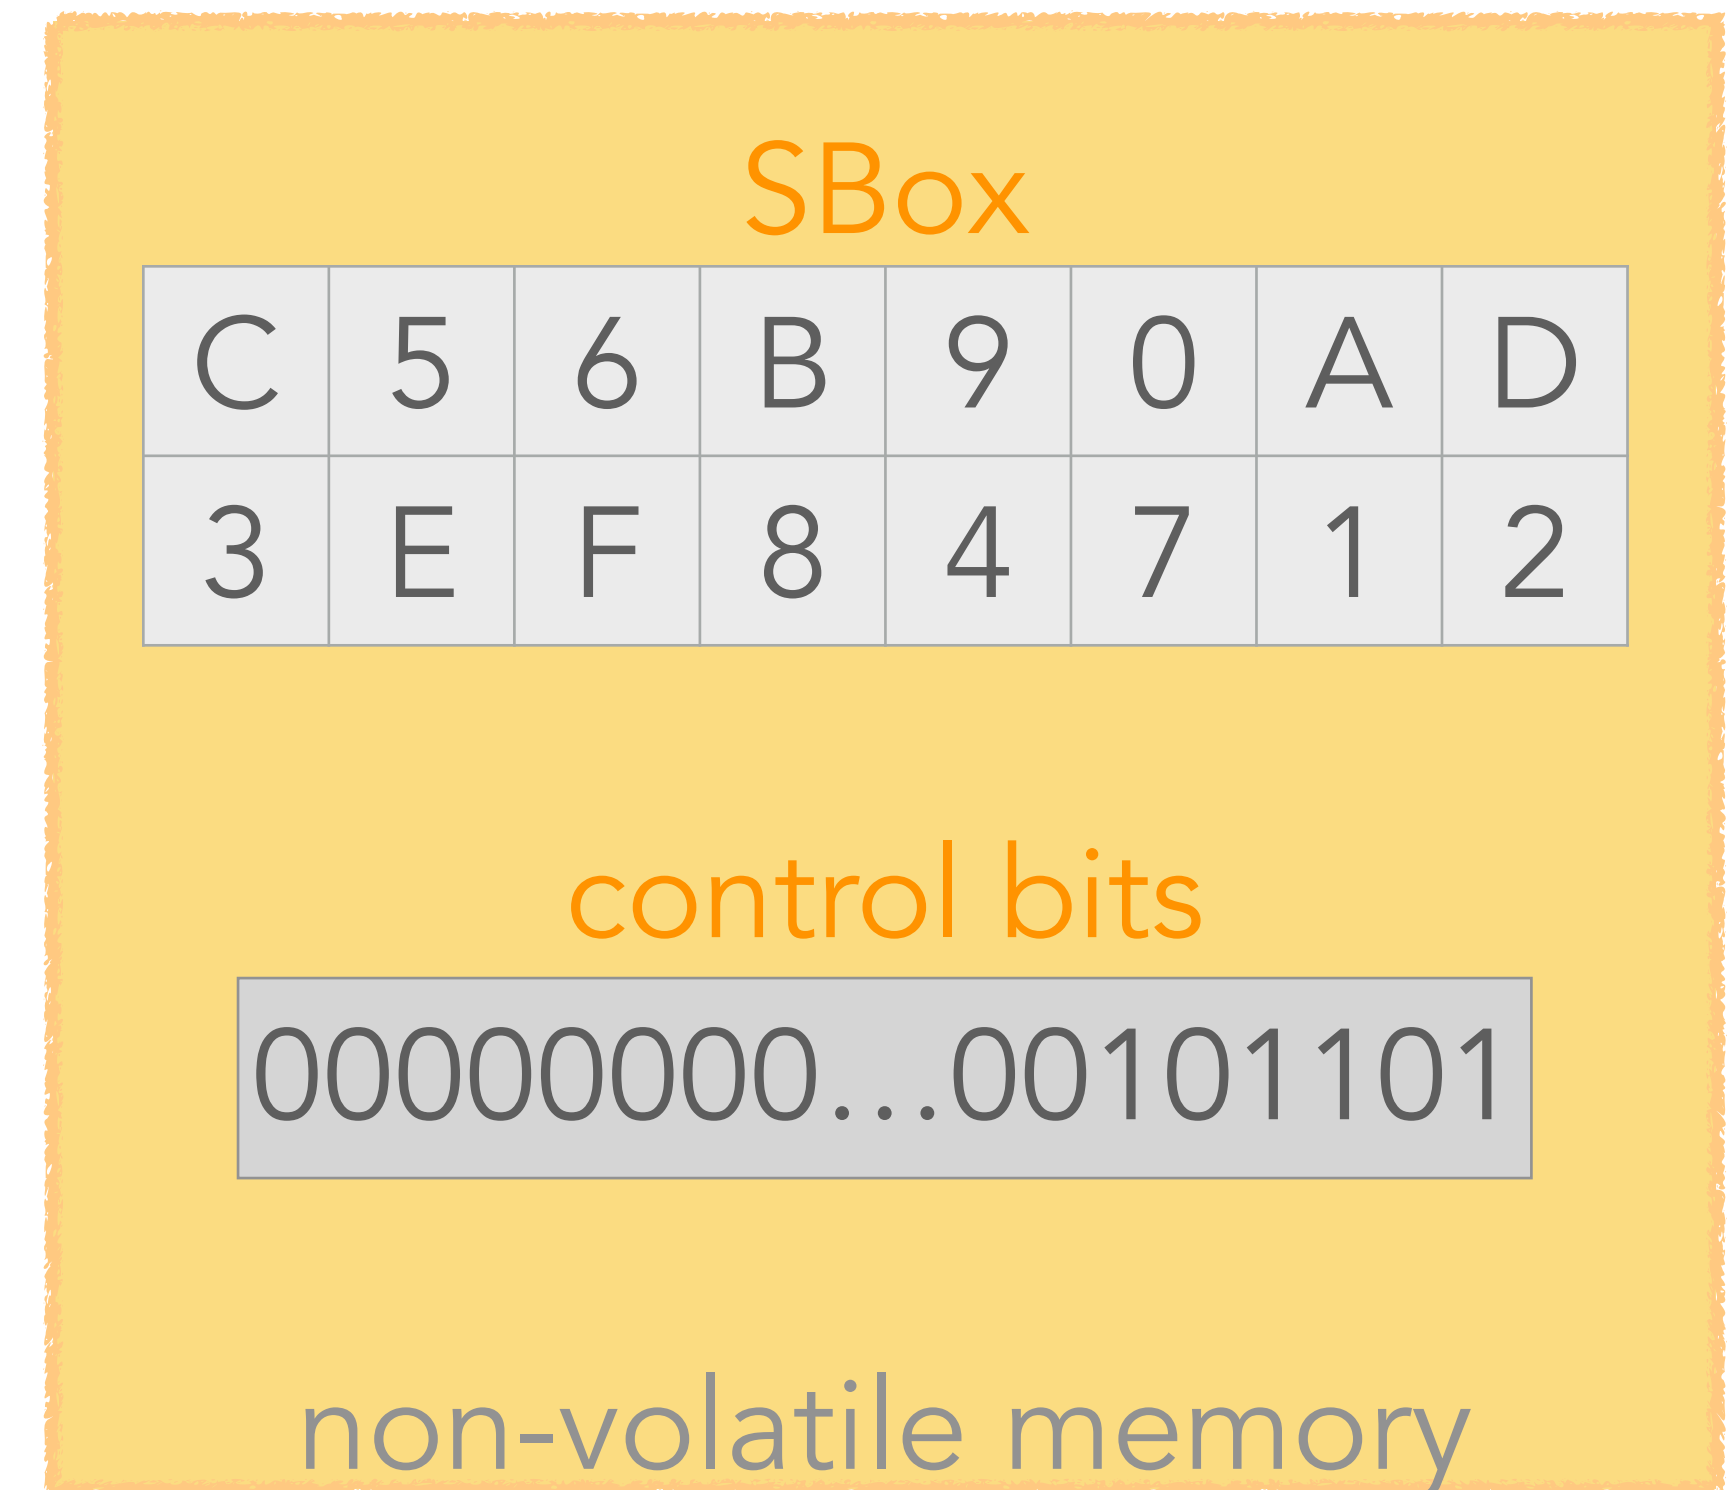 SBox
C 5 6 B 9 0 A D
3 E F 8 4 7 1 2
control bits
00000000...00101101
non-volatile memory